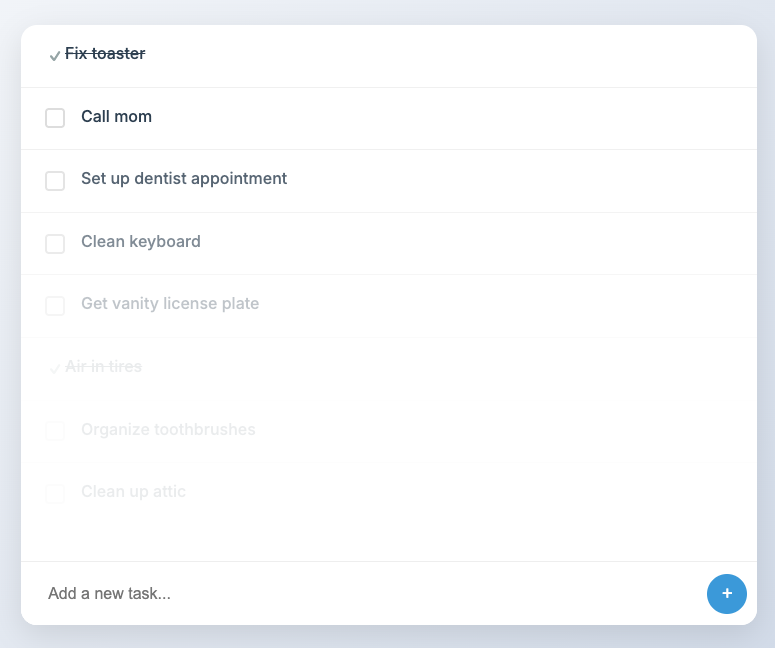 Fix toaster
Call mom
Set up dentist appointment
Clean keyboard
Get vanity license plate
Air in tires
Organize toothbrushes
Clean up attic
Add a new task...
+